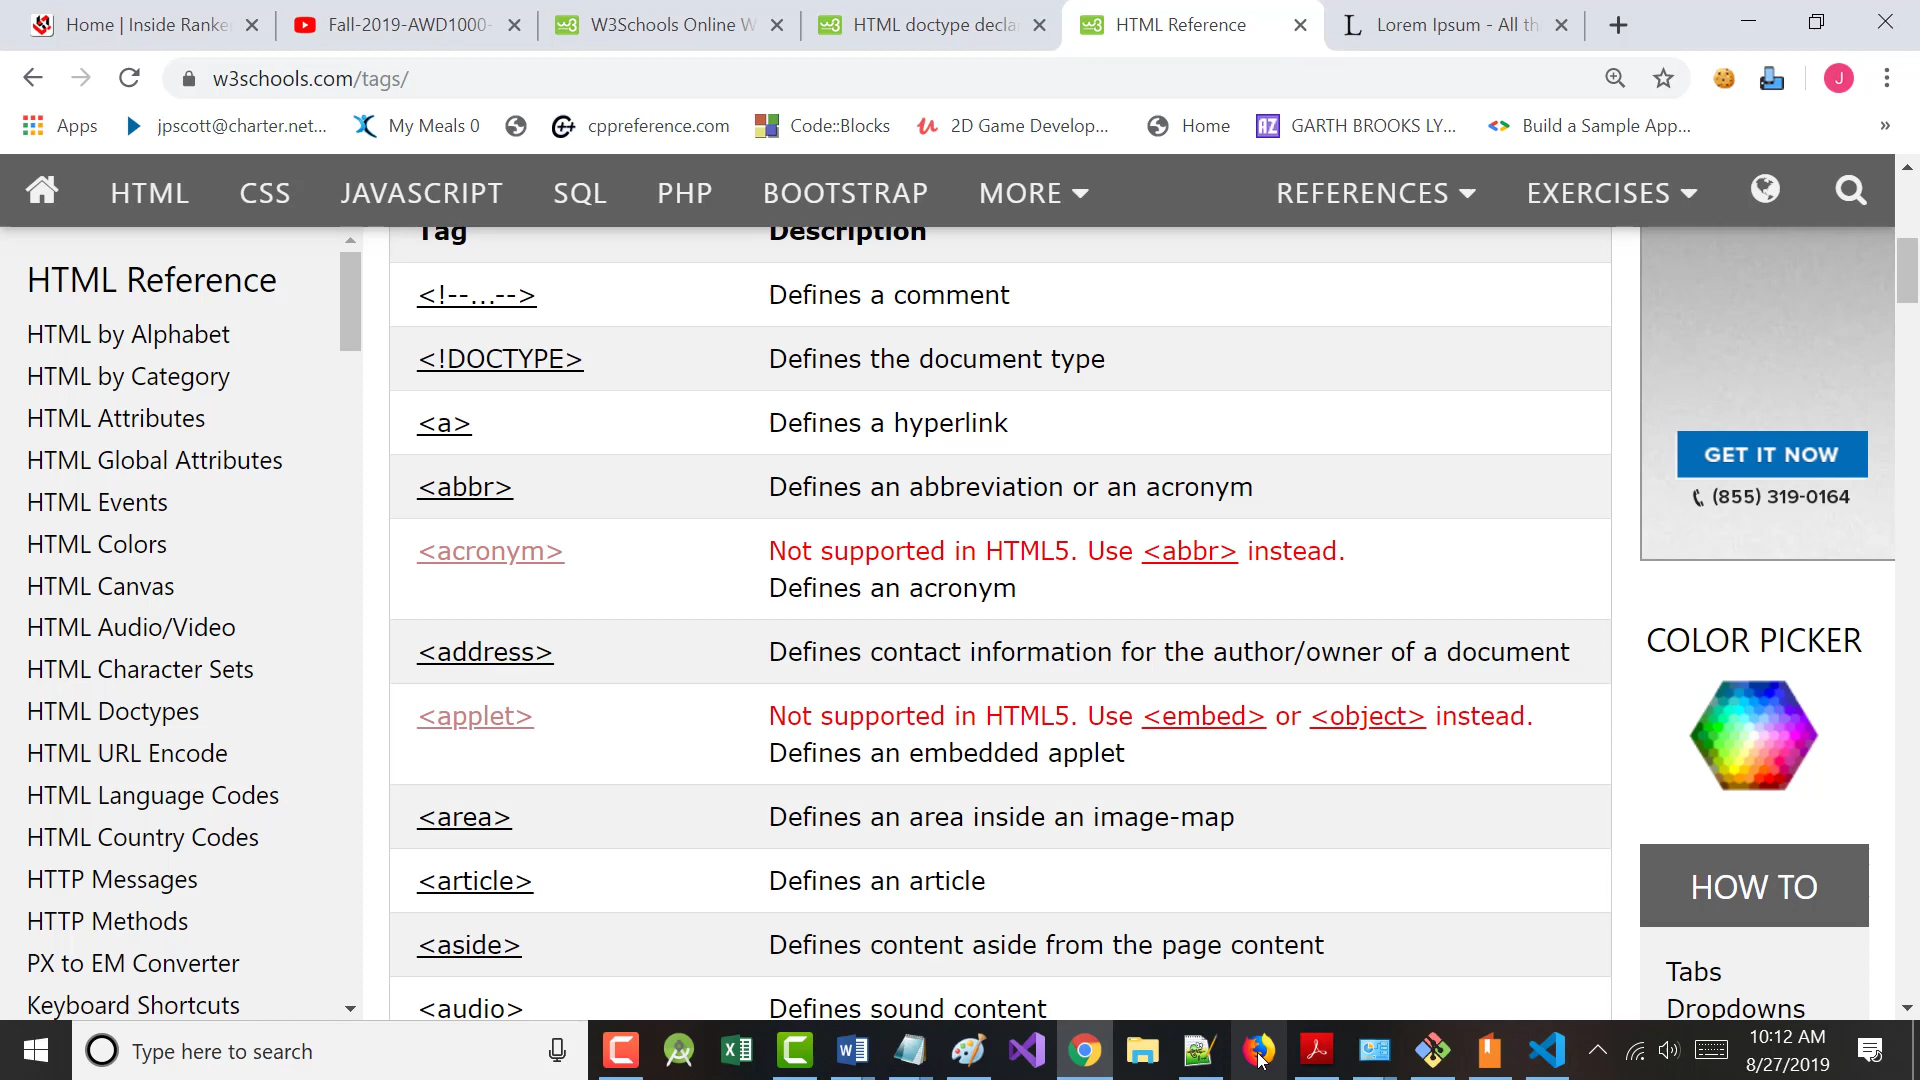 Home | Inside Ranke
Fall-2019-AWD1000-
W3Schools Online W
HTML doctype decla
HTML Reference
Lorem Ipsum - All th
w3schools.com/tags/
J
Apps
jpscott@charter.net...
My Meals 0
cppreference.com
Code::Blocks
2D Game Develop...
Home
AZ
GARTH BROOKS LY...
Build a Sample App...
HTML
CSS
JAVASCRIPT
SQL
PHP
BOOTSTRAP
MORE
REFERENCES
EXERCISES
HTML Reference
HTML by Alphabet
HTML by Category
HTML Attributes
HTML Global Attributes
HTML Events
HTML Colors
HTML Canvas
HTML Audio/Video
HTML Character Sets
HTML Doctypes
HTML URL Encode
HTML Language Codes
HTML Country Codes
HTTP Messages
HTTP Methods
PX to EM Converter
Keyboard Shortcuts
Tag Description
<!--...--> Defines a comment
<!DOCTYPE> Defines the document type
<a> Defines a hyperlink
<abbr> Defines an abbreviation or an acronym
<acronym> Not supported in HTML5. Use <abbr> instead.
Defines an acronym
<address> Defines contact information for the author/owner of a document
<applet> Not supported in HTML5. Use <embed> or <object> instead.
Defines an embedded applet
<area> Defines an area inside an image-map
<article> Defines an article
<aside> Defines content aside from the page content
<audio> Defines sound content
GET IT NOW
(855) 319-0164
COLOR PICKER
HOW TO
Tabs
Dropdowns
Type here to search
10:12 AM
8/27/2019